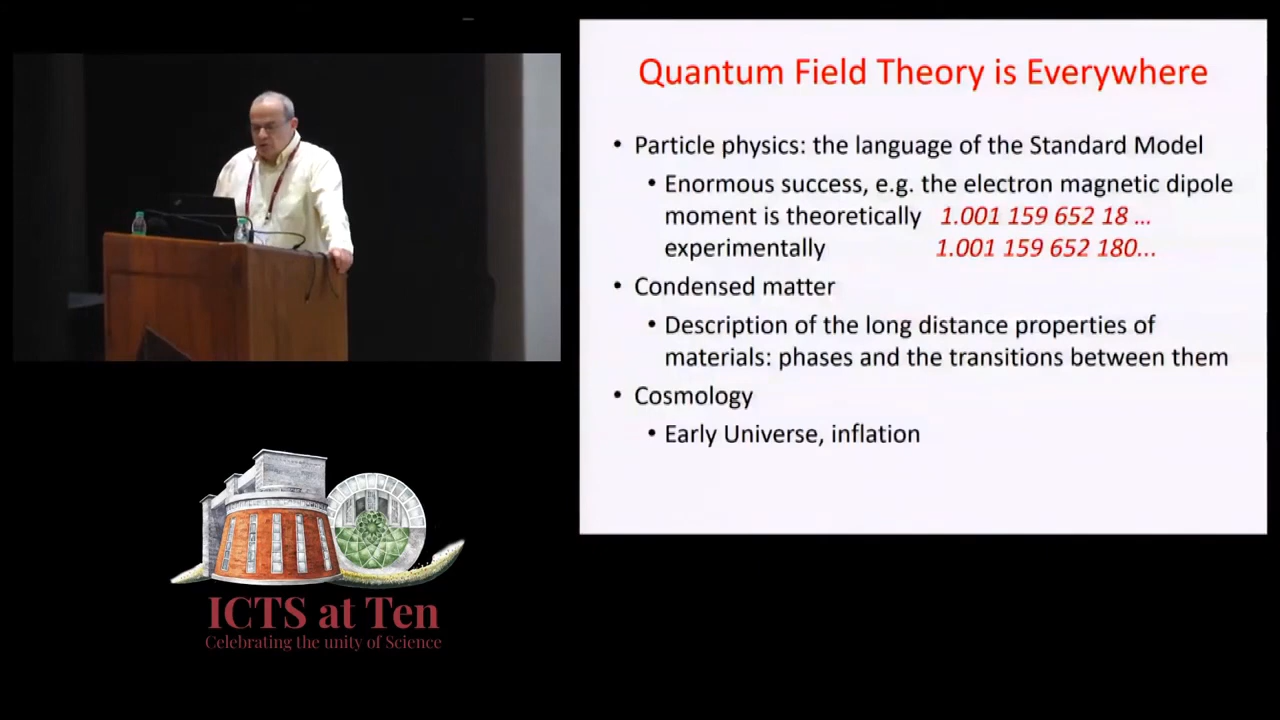 Quantum Field Theory is Everywhere
• Particle physics: the language of the Standard Model
• Enormous success, e.g. the electron magnetic dipole
moment is theoretically 1.001 159 652 18 ...
experimentally 1.001 159 652 180...
• Condensed matter
• Description of the long distance properties of
materials: phases and the transitions between them
• Cosmology
• Early Universe, inflation
ICTS at Ten
Celebrating the unity of Science